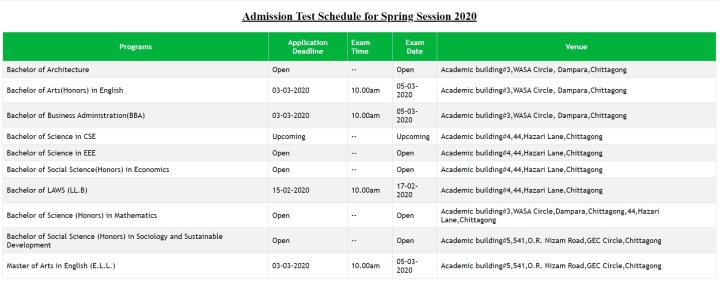 Admission Test Schedule for Spring Session 2020
Programs Application Deadline Exam Time Exam Date Venue
Bachelor of Architecture Open -- Open Academic building#3,WASA Circle, Dampara,Chittagong
Bachelor of Arts(Honors) in English 03-03-2020 10.00am 05-03-2020 Academic building#3,WASA Circle, Dampara,Chittagong
Bachelor of Business Administration(BBA) 03-03-2020 10.00am 05-03-2020 Academic building#3,WASA Circle, Dampara,Chittagong
Bachelor of Science in CSE Upcoming -- Upcoming Academic building#4,44,Hazari Lane,Chittagong
Bachelor of Science in EEE Open -- Open Academic building#4,44,Hazari Lane,Chittagong
Bachelor of Social Science(Honors) in Economics Open -- Open Academic building#4,44,Hazari Lane,Chittagong
Bachelor of LAWS (LL.B) 15-02-2020 10.00am 17-02-2020 Academic building#4,44,Hazari Lane,Chittagong
Bachelor of Science (Honors) in Mathematics Open -- Open Academic building#3,WASA Circle,Dampara,Chittagong,44,Hazari Lane,Chittagong
Bachelor of Social Science (Honors) in Sociology and Sustainable Development Open -- Open Academic building#5,541,O.R. Nizam Road,GEC Circle,Chittagong
Master of Arts in English (E.L.L.) 03-03-2020 10.00am 05-03-2020 Academic building#5,541,O.R. Nizam Road,GEC Circle,Chittagong